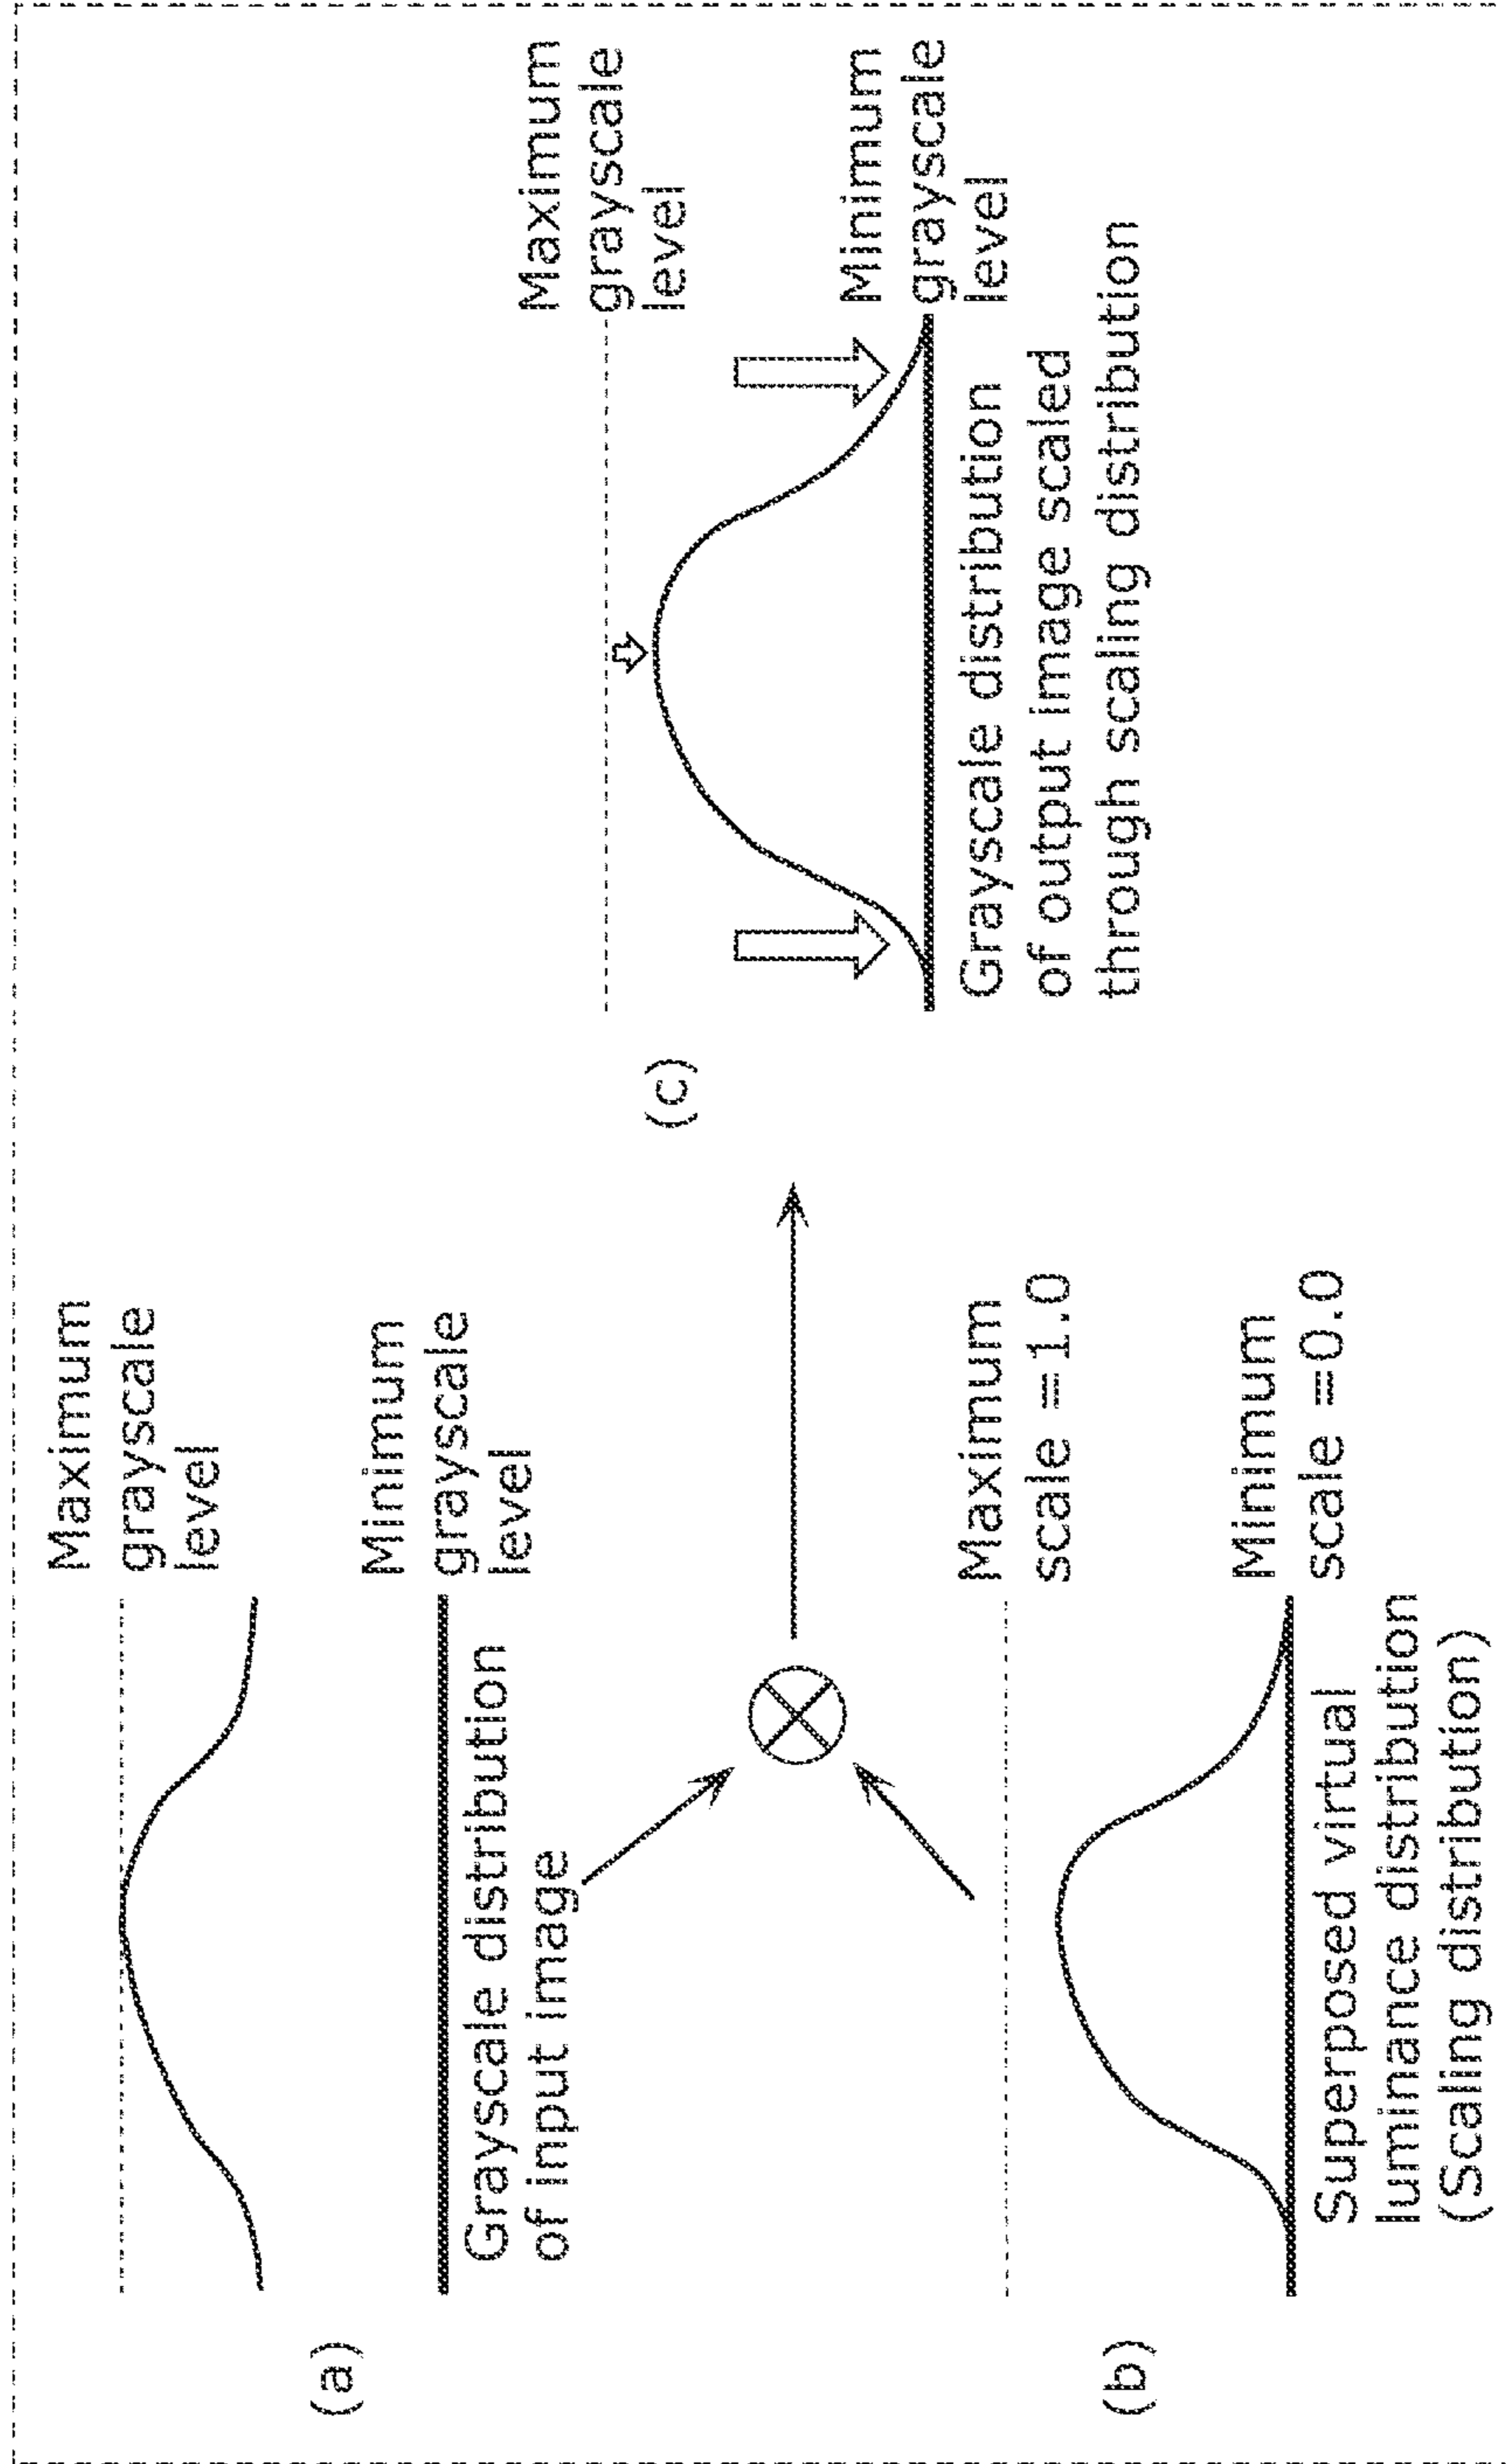 (a)
Maximum
grayscale
level
Minimum
grayscale
level
Grayscale distribution
of input image
(b)
Maximum
scale =1.0
Minimum
scale =0.0
Superposed virtual
luminance distribution
(Scaling distribution)
(c)
Maximum
grayscale
level
Minimum
grayscale
level
Grayscale distribution
of output image scaled
through scaling distribution